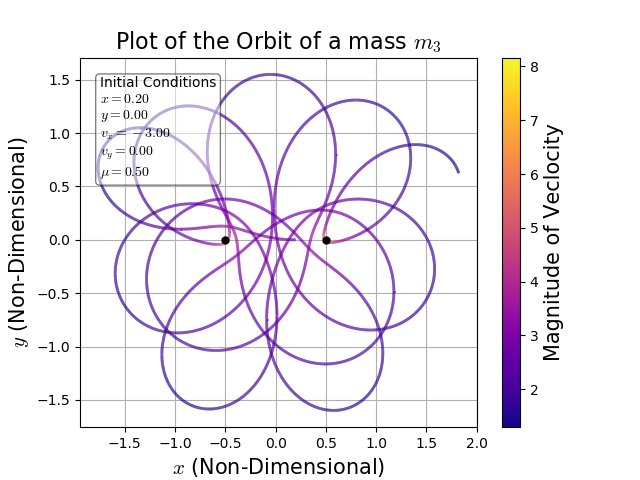 Plot of the Orbit of a mass m₃
Initial Conditions
x = 0.20
y = 0.00
vₓ = −3.00
v_y = 0.00
μ = 0.50
1.5
1.0
0.5
0.0
−0.5
−1.0
−1.5
y (Non-Dimensional)
−1.5 −1.0 −0.5 0.0 0.5 1.0 1.5 2.0
x (Non-Dimensional)
8
7
6
5
4
3
2
Magnitude of Veclocity